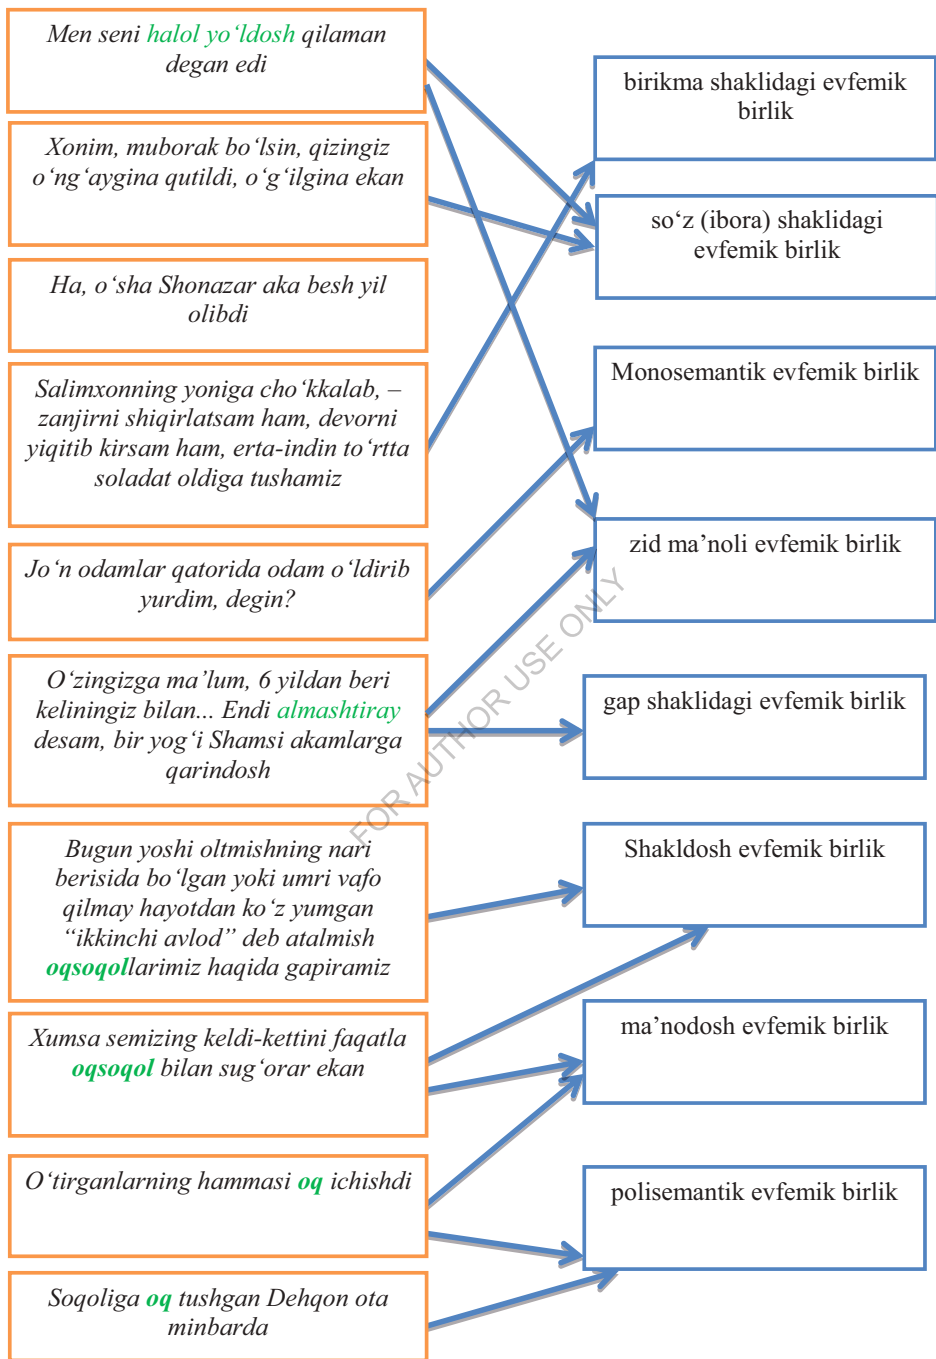 Men seni halol yo‘ldosh qilaman
degan edi
Xonim, muborak bo‘lsin, qizingiz
o‘ng‘aygina qutildi, o‘g‘ilgina ekan
Ha, o‘sha Shonazar aka besh yil
olibdi
Salimxonning yoniga cho‘kkalab, –
zanjirni shiqirlatsam ham, devorni
yiqitib kirsam ham, erta-indin to‘rtta
soladat oldiga tushamiz
Jo‘n odamlar qatorida odam o‘ldirib
yurdim, degin?
O‘zingizga ma’lum, 6 yildan beri
keliningiz bilan... Endi almashtiray
desam, bir yog‘i Shamsi akamlarga
qarindosh
Bugun yoshi oltmishning nari
berisida bo‘lgan yoki umri vafo
qilmay hayotdan ko‘z yumgan
“ikkinchi avlod” deb atalmish
oqsoqollarimiz haqida gapiramiz
Xumsa semizing keldi-kettini faqatla
oqsoqol bilan sug‘orar ekan
O‘tirganlarning hammasi oq ichishdi
Soqoliga oq tushgan Dehqon ota
minbarda
birikma shaklidagi evfemik
birlik
so‘z (ibora) shaklidagi
evfemik birlik
Monosemantik evfemik birlik
zid ma’noli evfemik birlik
gap shaklidagi evfemik birlik
Shakldosh evfemik birlik
ma’nodosh evfemik birlik
polisemantik evfemik birlik
FOR AUTHOR USE ONLY